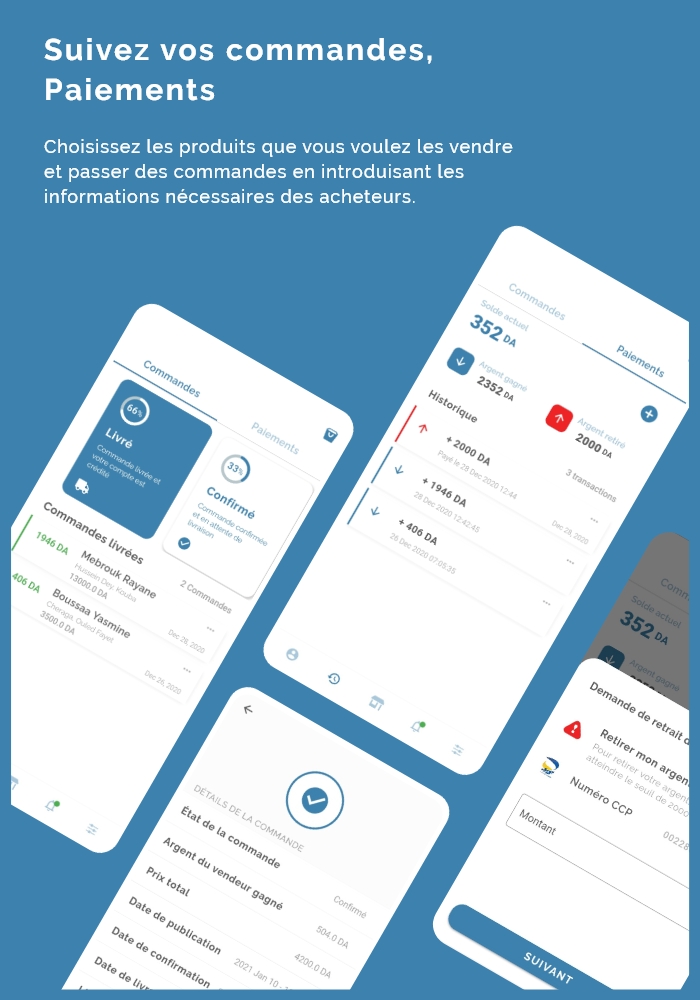 Suivez vos commandes,
Paiements
Choisissez les produits que vous voulez les vendre
et passer des commandes en introduisant les
informations nécessaires des acheteurs.
Commandes
Paiements
66%
Livré
Commande livrée et
votre compte est
crédité
33%
Confirmé
Commande confirmée
et en attente de
livraison
Commandes livrées
2 Commandes
1946 DA
Mebrouk Rayane
Hussein Dey, Kouba
13000.0 DA
Dec 28, 2020
406 DA
Boussaa Yasmine
Cheraga, Ouled Fayet
3500.0 DA
Dec 25, 2020
Commandes
Paiements
Solde actuel
352 DA
Argent gagné
2352 DA
Argent retiré
2000 DA
Historique
3 transactions
+ 2000 DA
Payé le 28 Dec 2020 12:44
Dec 28, 2020
+ 1946 DA
28 Dec 2020 12:42:45
+ 406 DA
26 Dec 2020 07:05:35
DÉTAILS DE LA COMMANDE
État de la commande
Confirmé
Argent du vendeur gagné
504.0 DA
Prix total
4200.0 DA
Date de publication
2021 Jan 10 -
Date de confirmation
Date de livr
Comm
Solde actuel
352 DA
Argent gagné
Demande de retrait d
Retirer mon argen
Pour retirer votre argent
atteindre le seuil de 2000
Numéro CCP
00228
Montant
SUIVANT